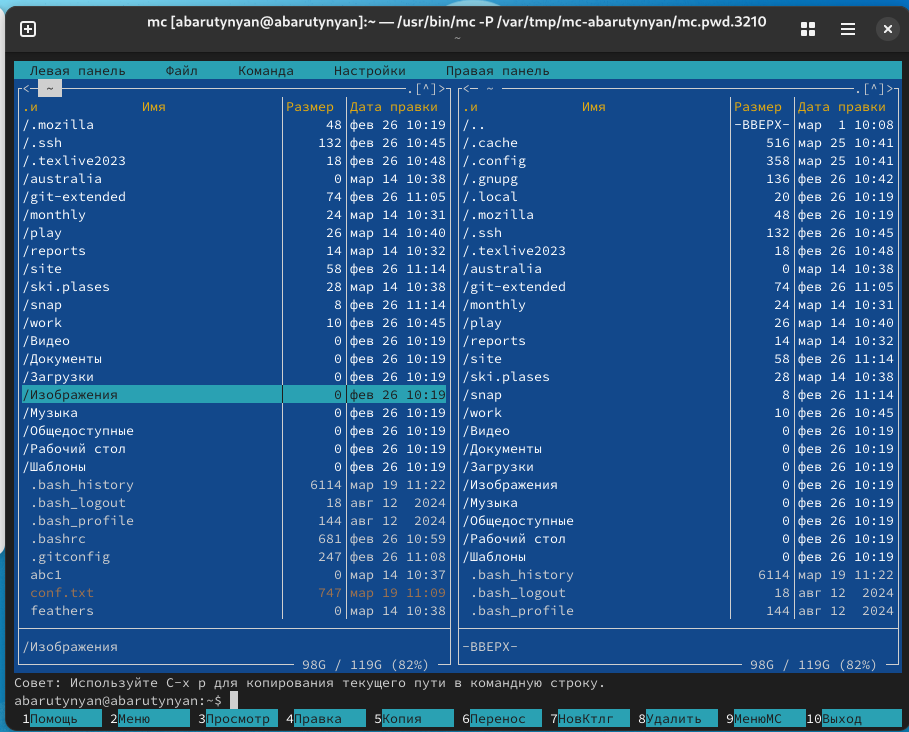 mc [abarutynyan@abarutynyan]:~ — /usr/bin/mc -P /var/tmp/mc-abarutynyan/mc.pwd.3210
~
Левая панель Файл Команда Настройки Правая панель
<─ ~ .[^]>
.и Имя Размер Дата правки
/.mozilla 48 фев 26 10:19
/.ssh 132 фев 26 10:45
/.texlive2023 18 фев 26 10:48
/australia 0 мар 14 10:38
/git-extended 74 фев 26 11:05
/monthly 24 мар 14 10:31
/play 26 мар 14 10:40
/reports 14 мар 14 10:32
/site 58 фев 26 11:14
/ski.plases 28 мар 14 10:38
/snap 8 фев 26 11:14
/work 10 фев 26 10:45
/Видео 0 фев 26 10:19
/Документы 0 фев 26 10:19
/Загрузки 0 фев 26 10:19
/Изображения 0 фев 26 10:19
/Музыка 0 фев 26 10:19
/Общедоступные 0 фев 26 10:19
/Рабочий стол 0 фев 26 10:19
/Шаблоны 0 фев 26 10:19
.bash_history 6114 мар 19 11:22
.bash_logout 18 авг 12 2024
.bash_profile 144 авг 12 2024
.bashrc 681 фев 26 10:59
.gitconfig 247 фев 26 11:08
abc1 0 мар 14 10:37
conf.txt 747 мар 19 11:09
feathers 0 мар 14 10:38
/Изображения
98G / 119G (82%)
<─ ~ .[^]>
.и Имя Размер Дата правки
/.. -ВВЕРХ- мар 1 10:08
/.cache 516 мар 25 10:41
/.config 358 мар 25 10:41
/.gnupg 136 фев 26 10:42
/.local 20 фев 26 10:19
/.mozilla 48 фев 26 10:19
/.ssh 132 фев 26 10:45
/.texlive2023 18 фев 26 10:48
/australia 0 мар 14 10:38
/git-extended 74 фев 26 11:05
/monthly 24 мар 14 10:31
/play 26 мар 14 10:40
/reports 14 мар 14 10:32
/site 58 фев 26 11:14
/ski.plases 28 мар 14 10:38
/snap 8 фев 26 11:14
/work 10 фев 26 10:45
/Видео 0 фев 26 10:19
/Документы 0 фев 26 10:19
/Загрузки 0 фев 26 10:19
/Изображения 0 фев 26 10:19
/Музыка 0 фев 26 10:19
/Общедоступные 0 фев 26 10:19
/Рабочий стол 0 фев 26 10:19
/Шаблоны 0 фев 26 10:19
.bash_history 6114 мар 19 11:22
.bash_logout 18 авг 12 2024
.bash_profile 144 авг 12 2024
-ВВЕРХ-
98G / 119G (82%)
Совет: Используйте C-x p для копирования текущего пути в командную строку.
abarutynyan@abarutynyan:~$
1Помощь 2Меню 3Просмотр 4Правка 5Копия 6Перенос 7НовКтлг 8Удалить 9МенюMC 10Выход